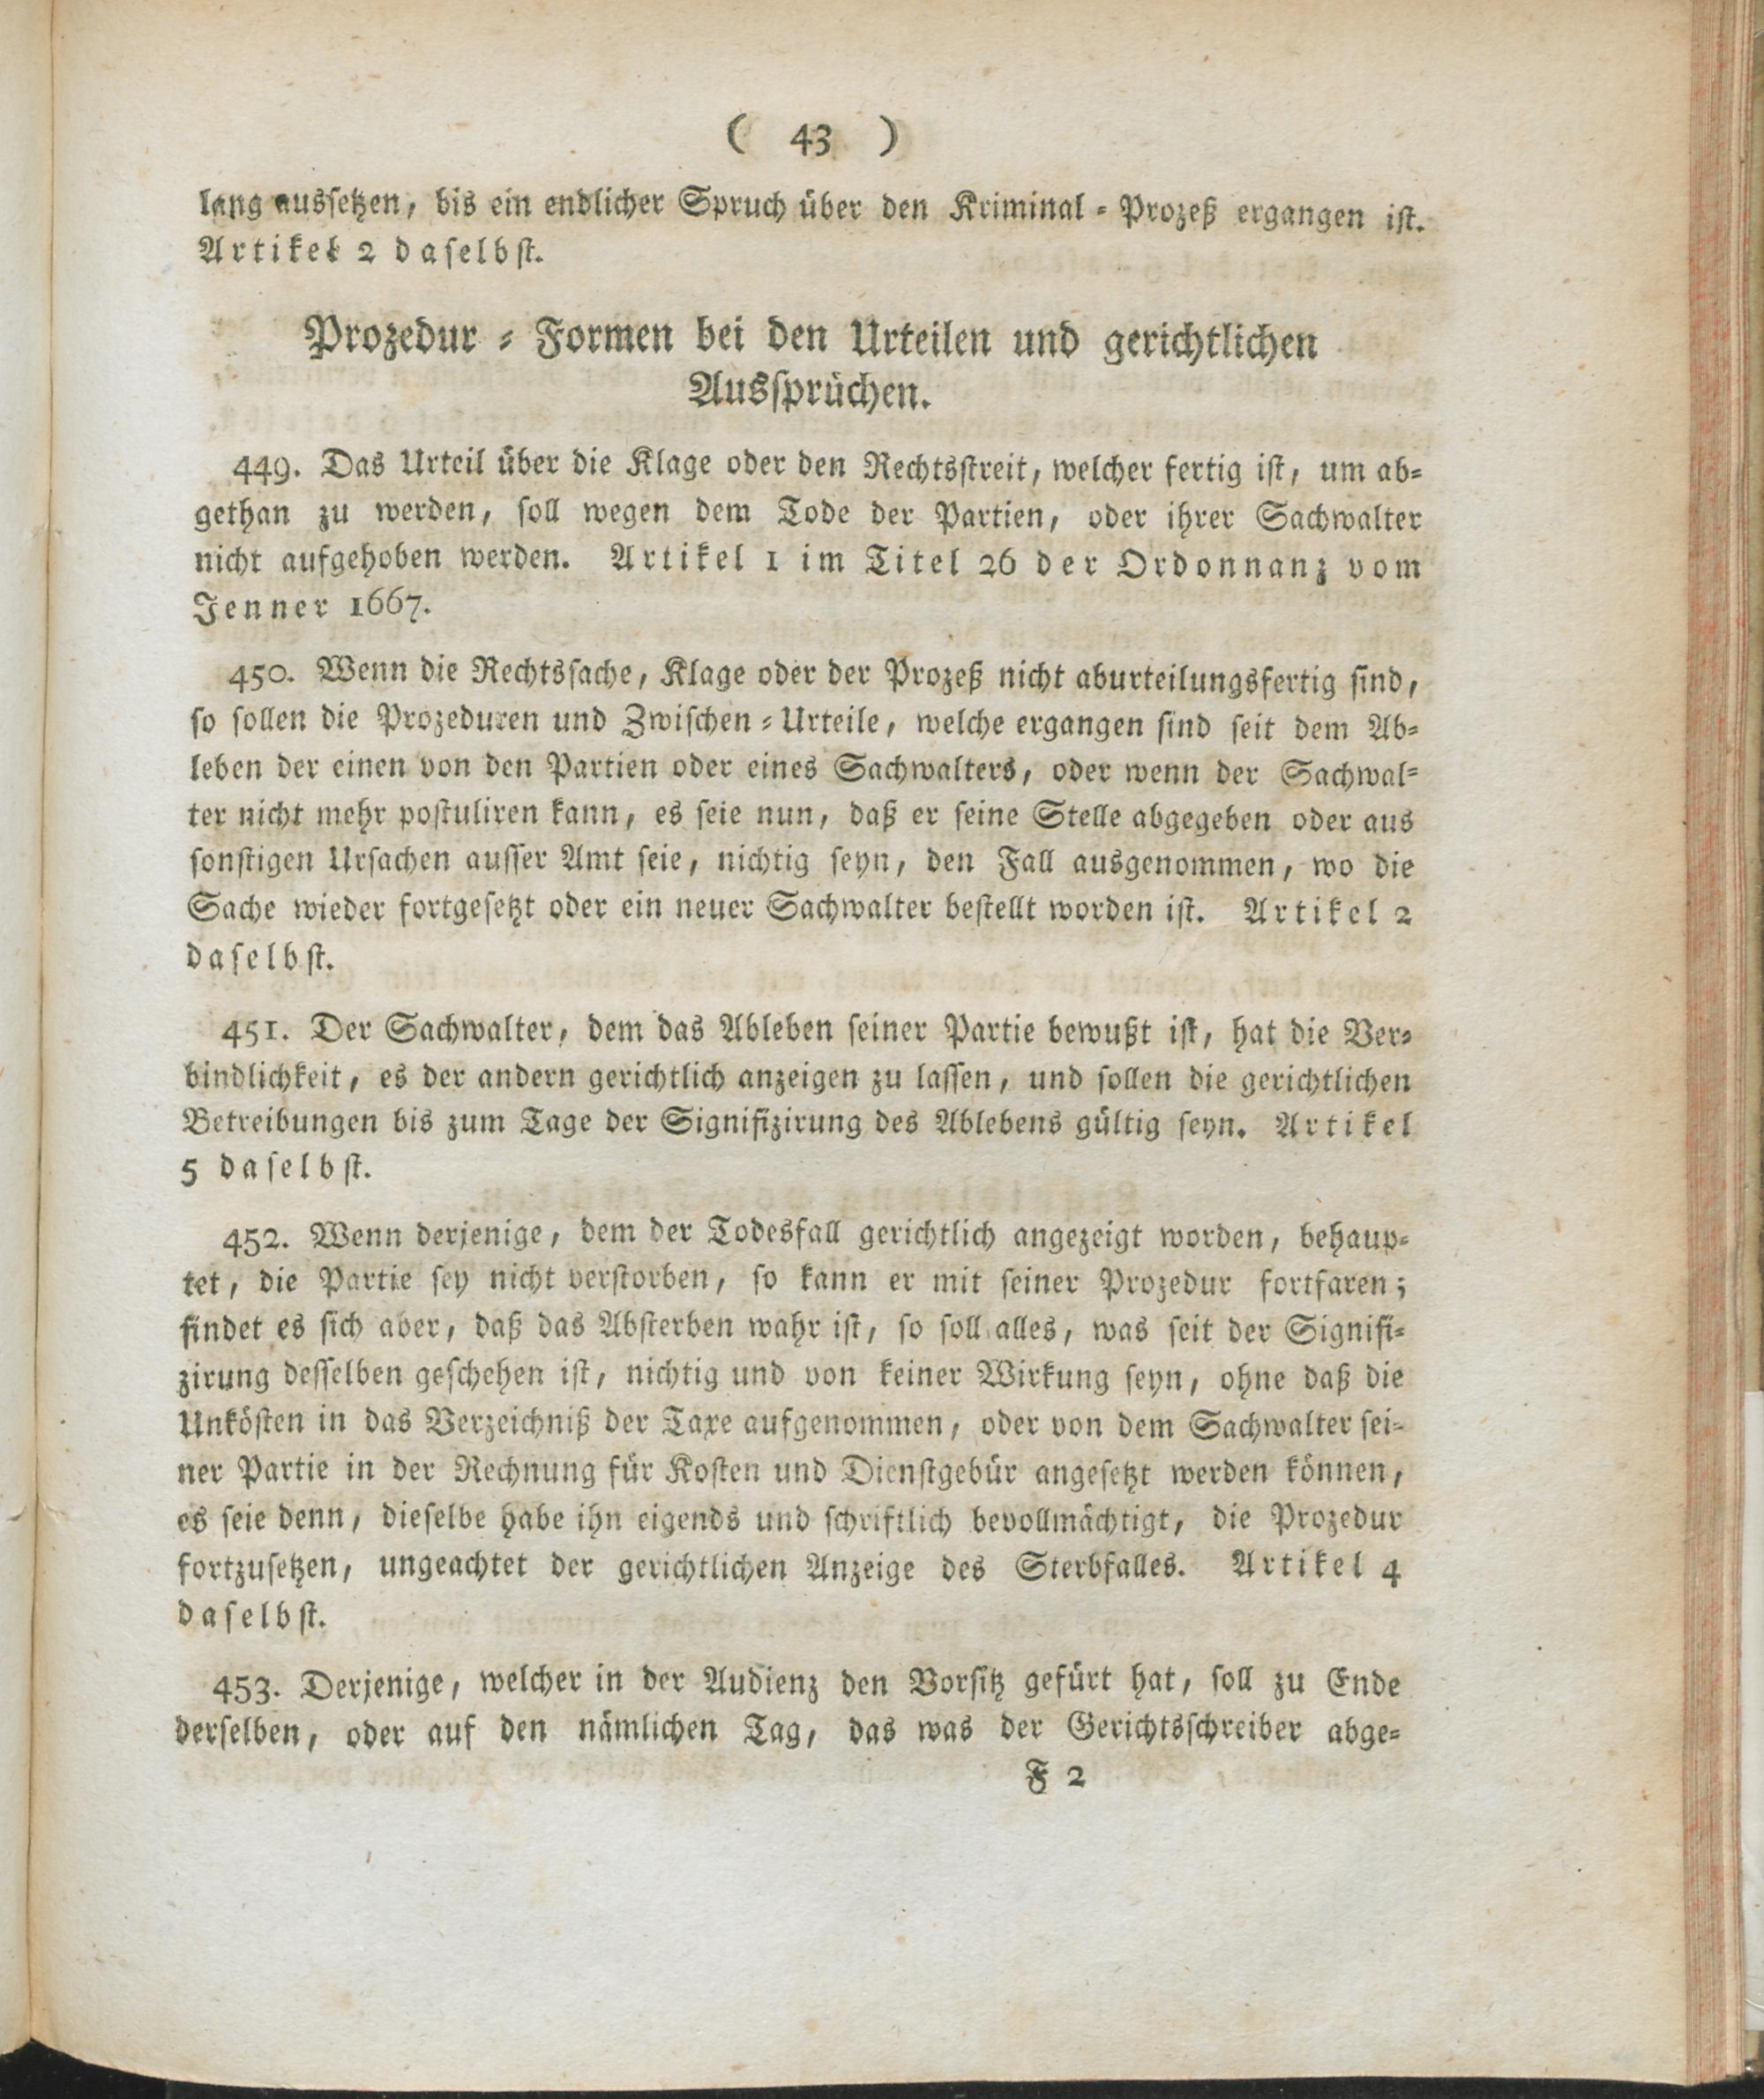 ( 43 )
lang aussetzen, bis ein endlicher Spruch über den Kriminal-Prozeß ergangen ist.
Artikel 2 daselbst.
Prozedur-Formen bei den Urteilen und gerichtlichen
Aussprüchen.
449. Das Urteil über die Klage oder den Rechtsstreit, welcher fertig ist, um ab-
gethan zu werden, soll wegen dem Tode der Partien, oder ihrer Sachwalter
nicht aufgehoben werden. Artikel 1 im Titel 26 der Ordonnanz vom
Jenner 1667.
450. Wenn die Rechtssache, Klage oder der Prozeß nicht aburteilungsfertig sind,
so sollen die Prozeduren und Zwischen-Urteile, welche ergangen sind seit dem Ab-
leben der einen von den Partien oder eines Sachwalters, oder wenn der Sachwal-
ter nicht mehr postuliren kann, es seie nun, daß er seine Stelle abgegeben oder aus
sonstigen Ursachen ausser Amt seie, nichtig seyn, den Fall ausgenommen, wo die
Sache wieder fortgesetzt oder ein neuer Sachwalter bestellt worden ist. Artikel 2
daselbst.
451. Der Sachwalter, dem das Ableben seiner Partie bewußt ist, hat die Ver-
bindlichkeit, es der andern gerichtlich anzeigen zu lassen, und sollen die gerichtlichen
Betreibungen bis zum Tage der Signifizirung des Ablebens gültig seyn. Artikel
5 daselbst.
452. Wenn derjenige, dem der Todesfall gerichtlich angezeigt worden, behaup-
tet, die Partie sey nicht verstorben, so kann er mit seiner Prozedur fortfaren;
findet es sich aber, daß das Absterben wahr ist, so soll alles, was seit der Signifi-
zirung desselben geschehen ist, nichtig und von keiner Wirkung seyn, ohne daß die
Unkösten in das Verzeichniß der Taxe aufgenommen, oder von dem Sachwalter sei-
ner Partie in der Rechnung für Kosten und Dienstgebür angesetzt werden können,
es seie denn, dieselbe habe ihn eigends und schriftlich bevollmächtigt, die Prozedur
fortzusetzen, ungeachtet der gerichtlichen Anzeige des Sterbfalles. Artikel 4
daselbst.
453. Derjenige, welcher in der Audienz den Vorsitz gefürt hat, soll zu Ende
derselben, oder auf den nämlichen Tag, das was der Gerichtsschreiber abge-
F 2